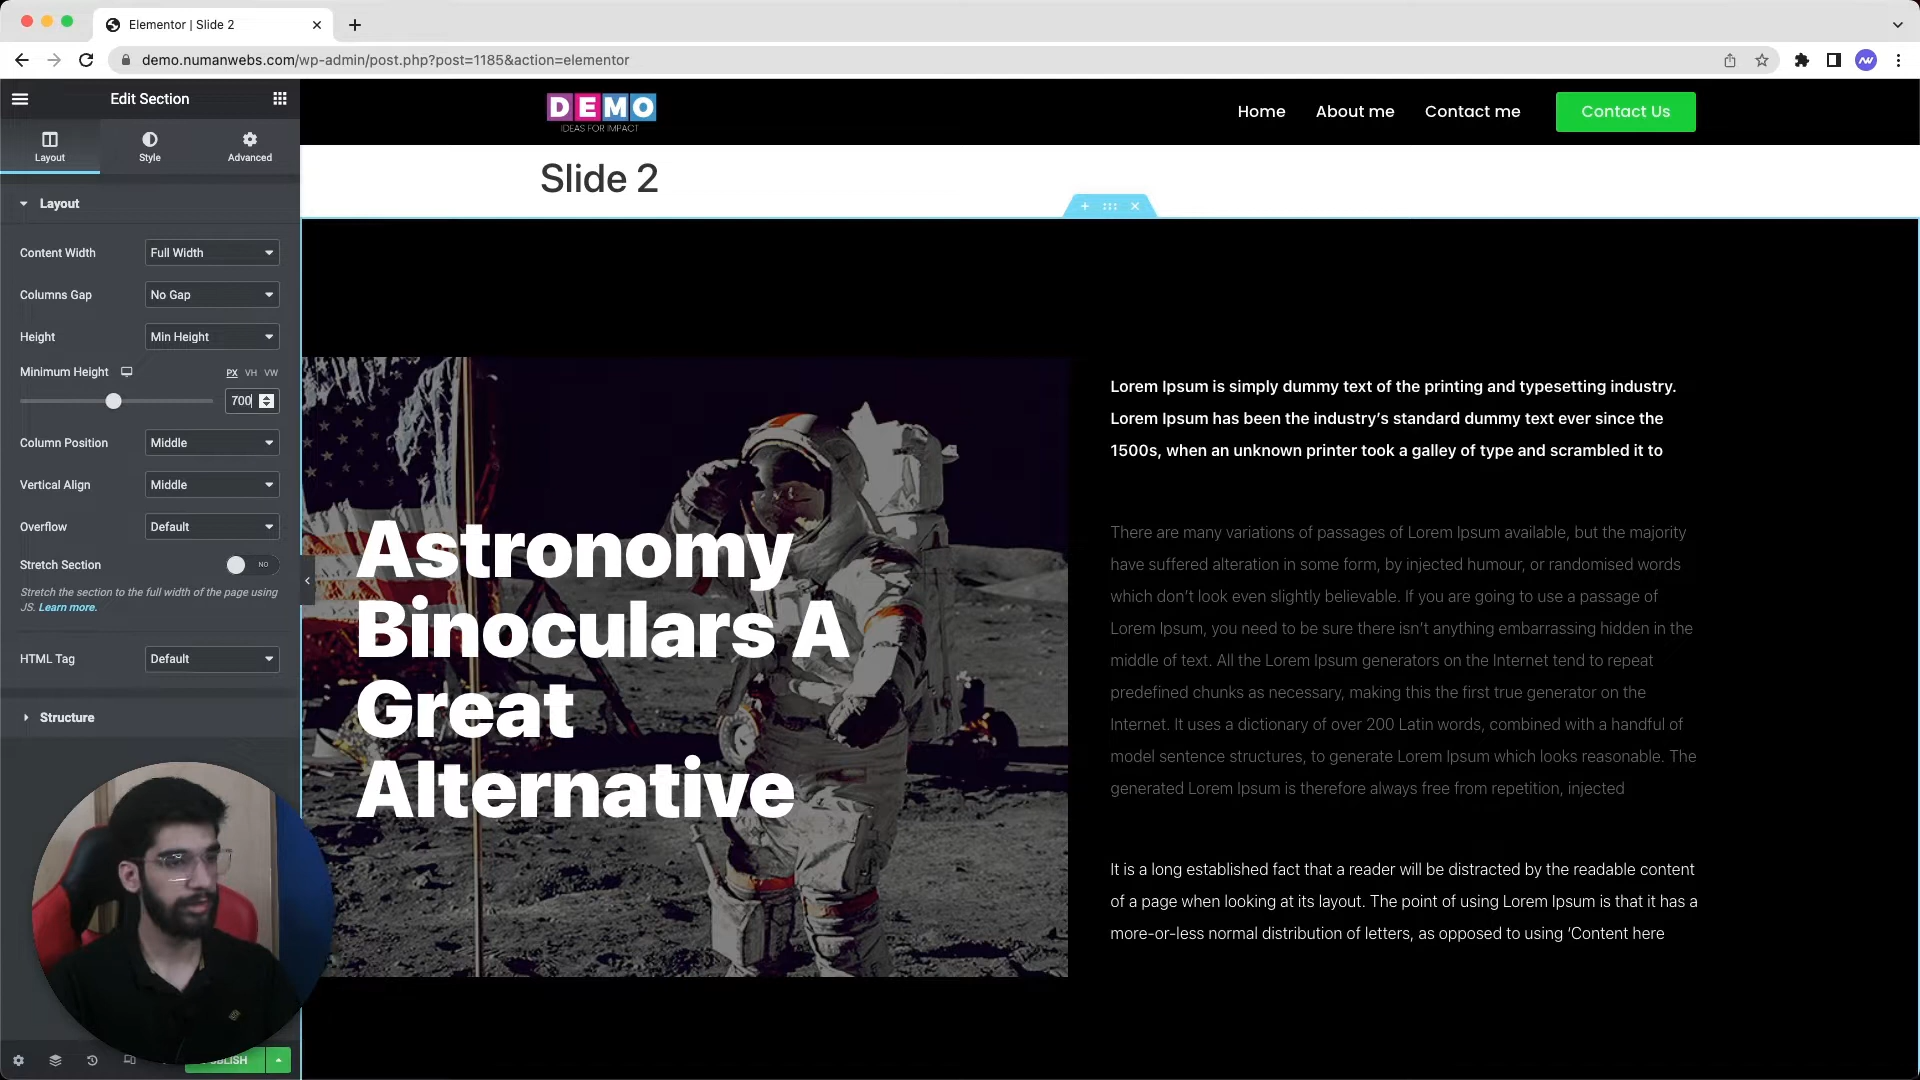 Elementor | Slide 2
demo.numanwebs.com/wp-admin/post.php?post=1185&action=elementor
Edit Section
Layout
Style
Advanced
Layout
Content Width
Full Width
Columns Gap
No Gap
Height
Min Height
Minimum Height
PX VH VW
700
Column Position
Middle
Vertical Align
Middle
Overflow
Default
Stretch Section
NO
Stretch the section to the full width of the page using
JS. Learn more.
HTML Tag
Default
Structure
DEMO
IDEAS FOR IMPACT
Home
About me
Contact me
Contact Us
Slide 2
Astronomy
Binoculars A
Great
Alternative
Lorem Ipsum is simply dummy text of the printing and typesetting industry.
Lorem Ipsum has been the industry’s standard dummy text ever since the
1500s, when an unknown printer took a galley of type and scrambled it to
There are many variations of passages of Lorem Ipsum available, but the majority
have suffered alteration in some form, by injected humour, or randomised words
which don’t look even slightly believable. If you are going to use a passage of
Lorem Ipsum, you need to be sure there isn’t anything embarrassing hidden in the
middle of text. All the Lorem Ipsum generators on the Internet tend to repeat
predefined chunks as necessary, making this the first true generator on the
Internet. It uses a dictionary of over 200 Latin words, combined with a handful of
model sentence structures, to generate Lorem Ipsum which looks reasonable. The
generated Lorem Ipsum is therefore always free from repetition, injected
It is a long established fact that a reader will be distracted by the readable content
of a page when looking at its layout. The point of using Lorem Ipsum is that it has a
more-or-less normal distribution of letters, as opposed to using ‘Content here